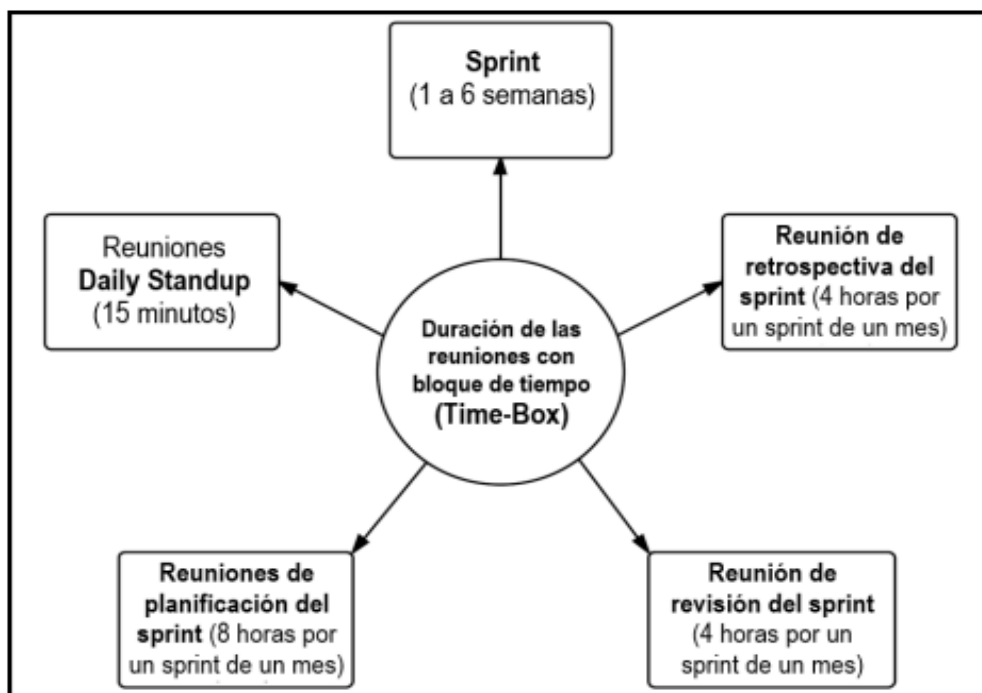 Sprint
(1 a 6 semanas)
Reuniones
Daily Standup
(15 minutos)
Reunión de
retrospectiva del
sprint (4 horas por
un sprint de un mes)
Duración de las
reuniones con
bloque de tiempo
(Time-Box)
Reuniones de
planificación del
sprint (8 horas por
un sprint de un mes)
Reunión de
revisión del sprint
(4 horas por un
sprint de un mes)